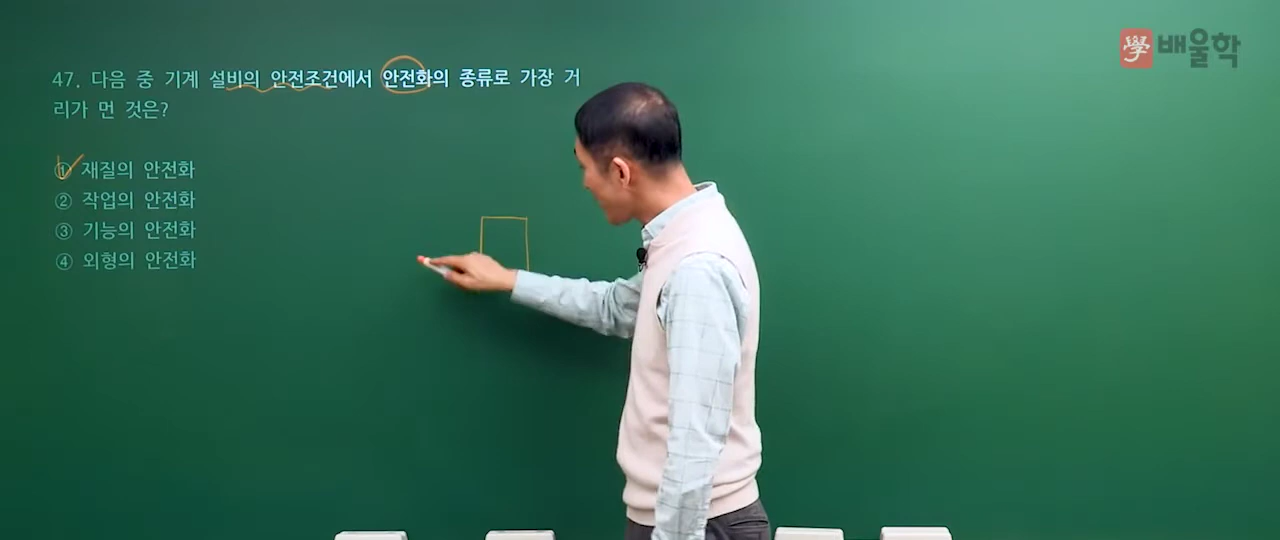 學 배울학
47. 다음 중 기계 설비의 안전조건에서 안전화의 종류로 가장 거
리가 먼 것은?
① 재질의 안전화
② 작업의 안전화
③ 기능의 안전화
④ 외형의 안전화